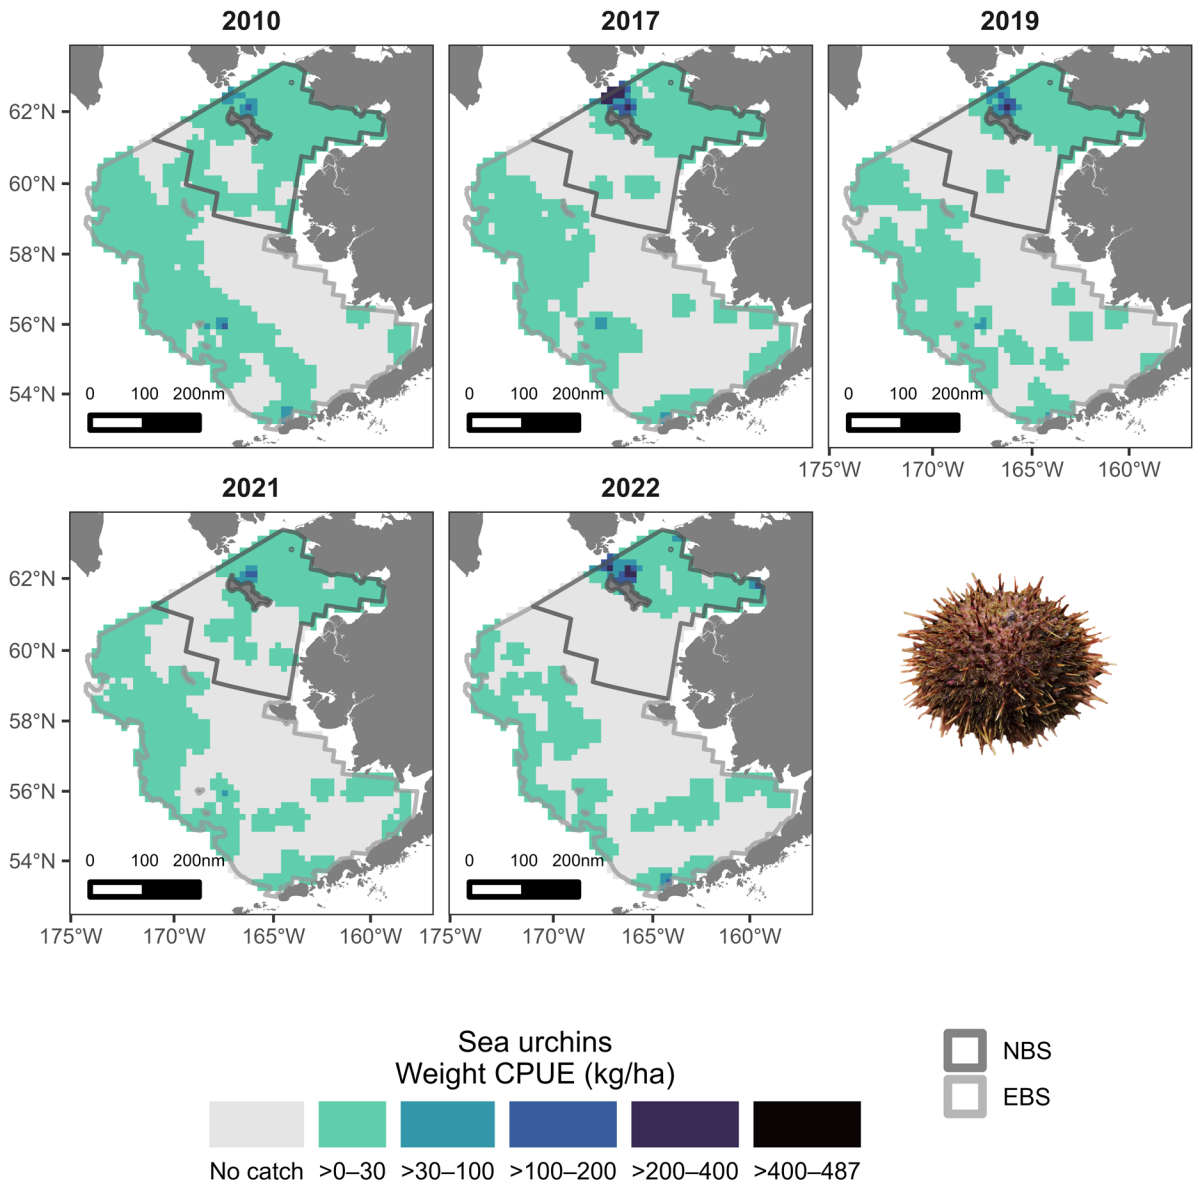 2010
2017
2019
62°N
60°N
58°N
56°N
54°N
0 100 200nm
0 100 200nm
0 100 200nm
175°W 170°W 165°W 160°W
2021
2022
62°N
60°N
58°N
56°N
54°N
0 100 200nm
0 100 200nm
175°W 170°W 165°W 160°W 175°W 170°W 165°W 160°W
Sea urchins
Weight CPUE (kg/ha)
No catch >0–30 >30–100 >100–200 >200–400 >400–487
NBS
EBS